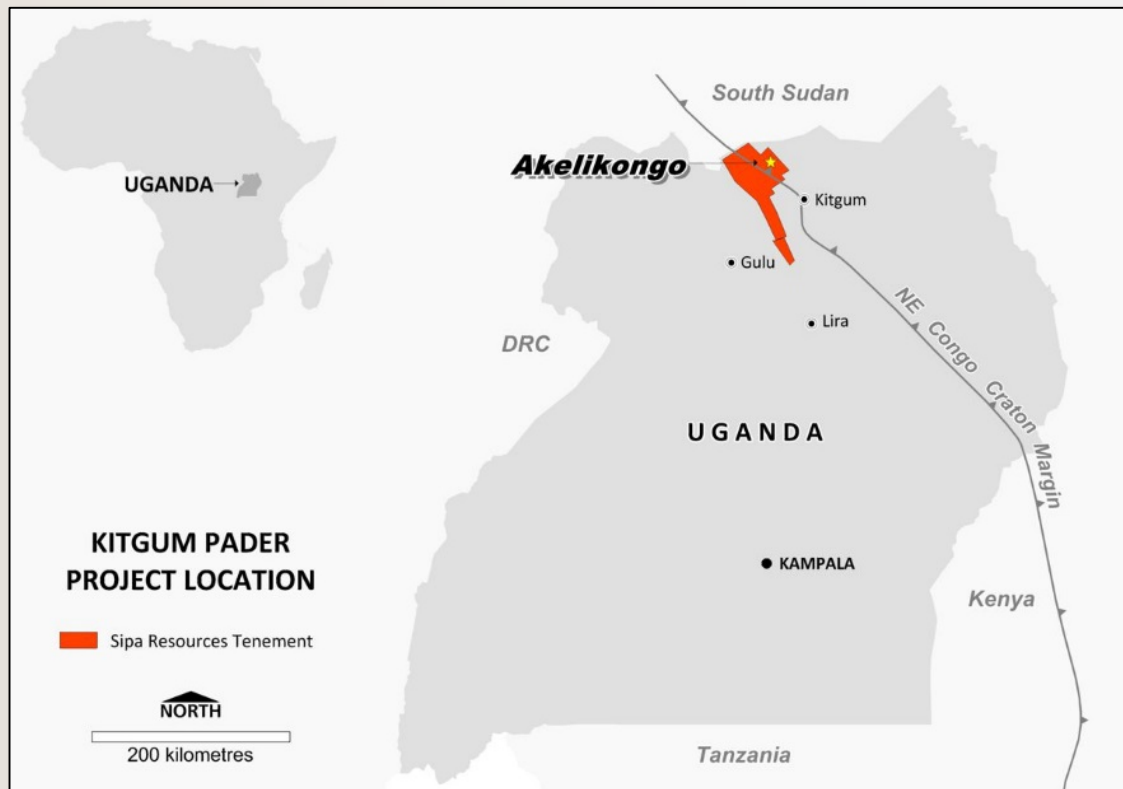 South Sudan
Akelikongo
UGANDA
Kitgum
Gulu
Lira
DRC
NE Congo Craton Margin
UGANDA
KITGUM PADER
PROJECT LOCATION
KAMPALA
Kenya
Sipa Resources Tenement
NORTH
200 kilometres
Tanzania